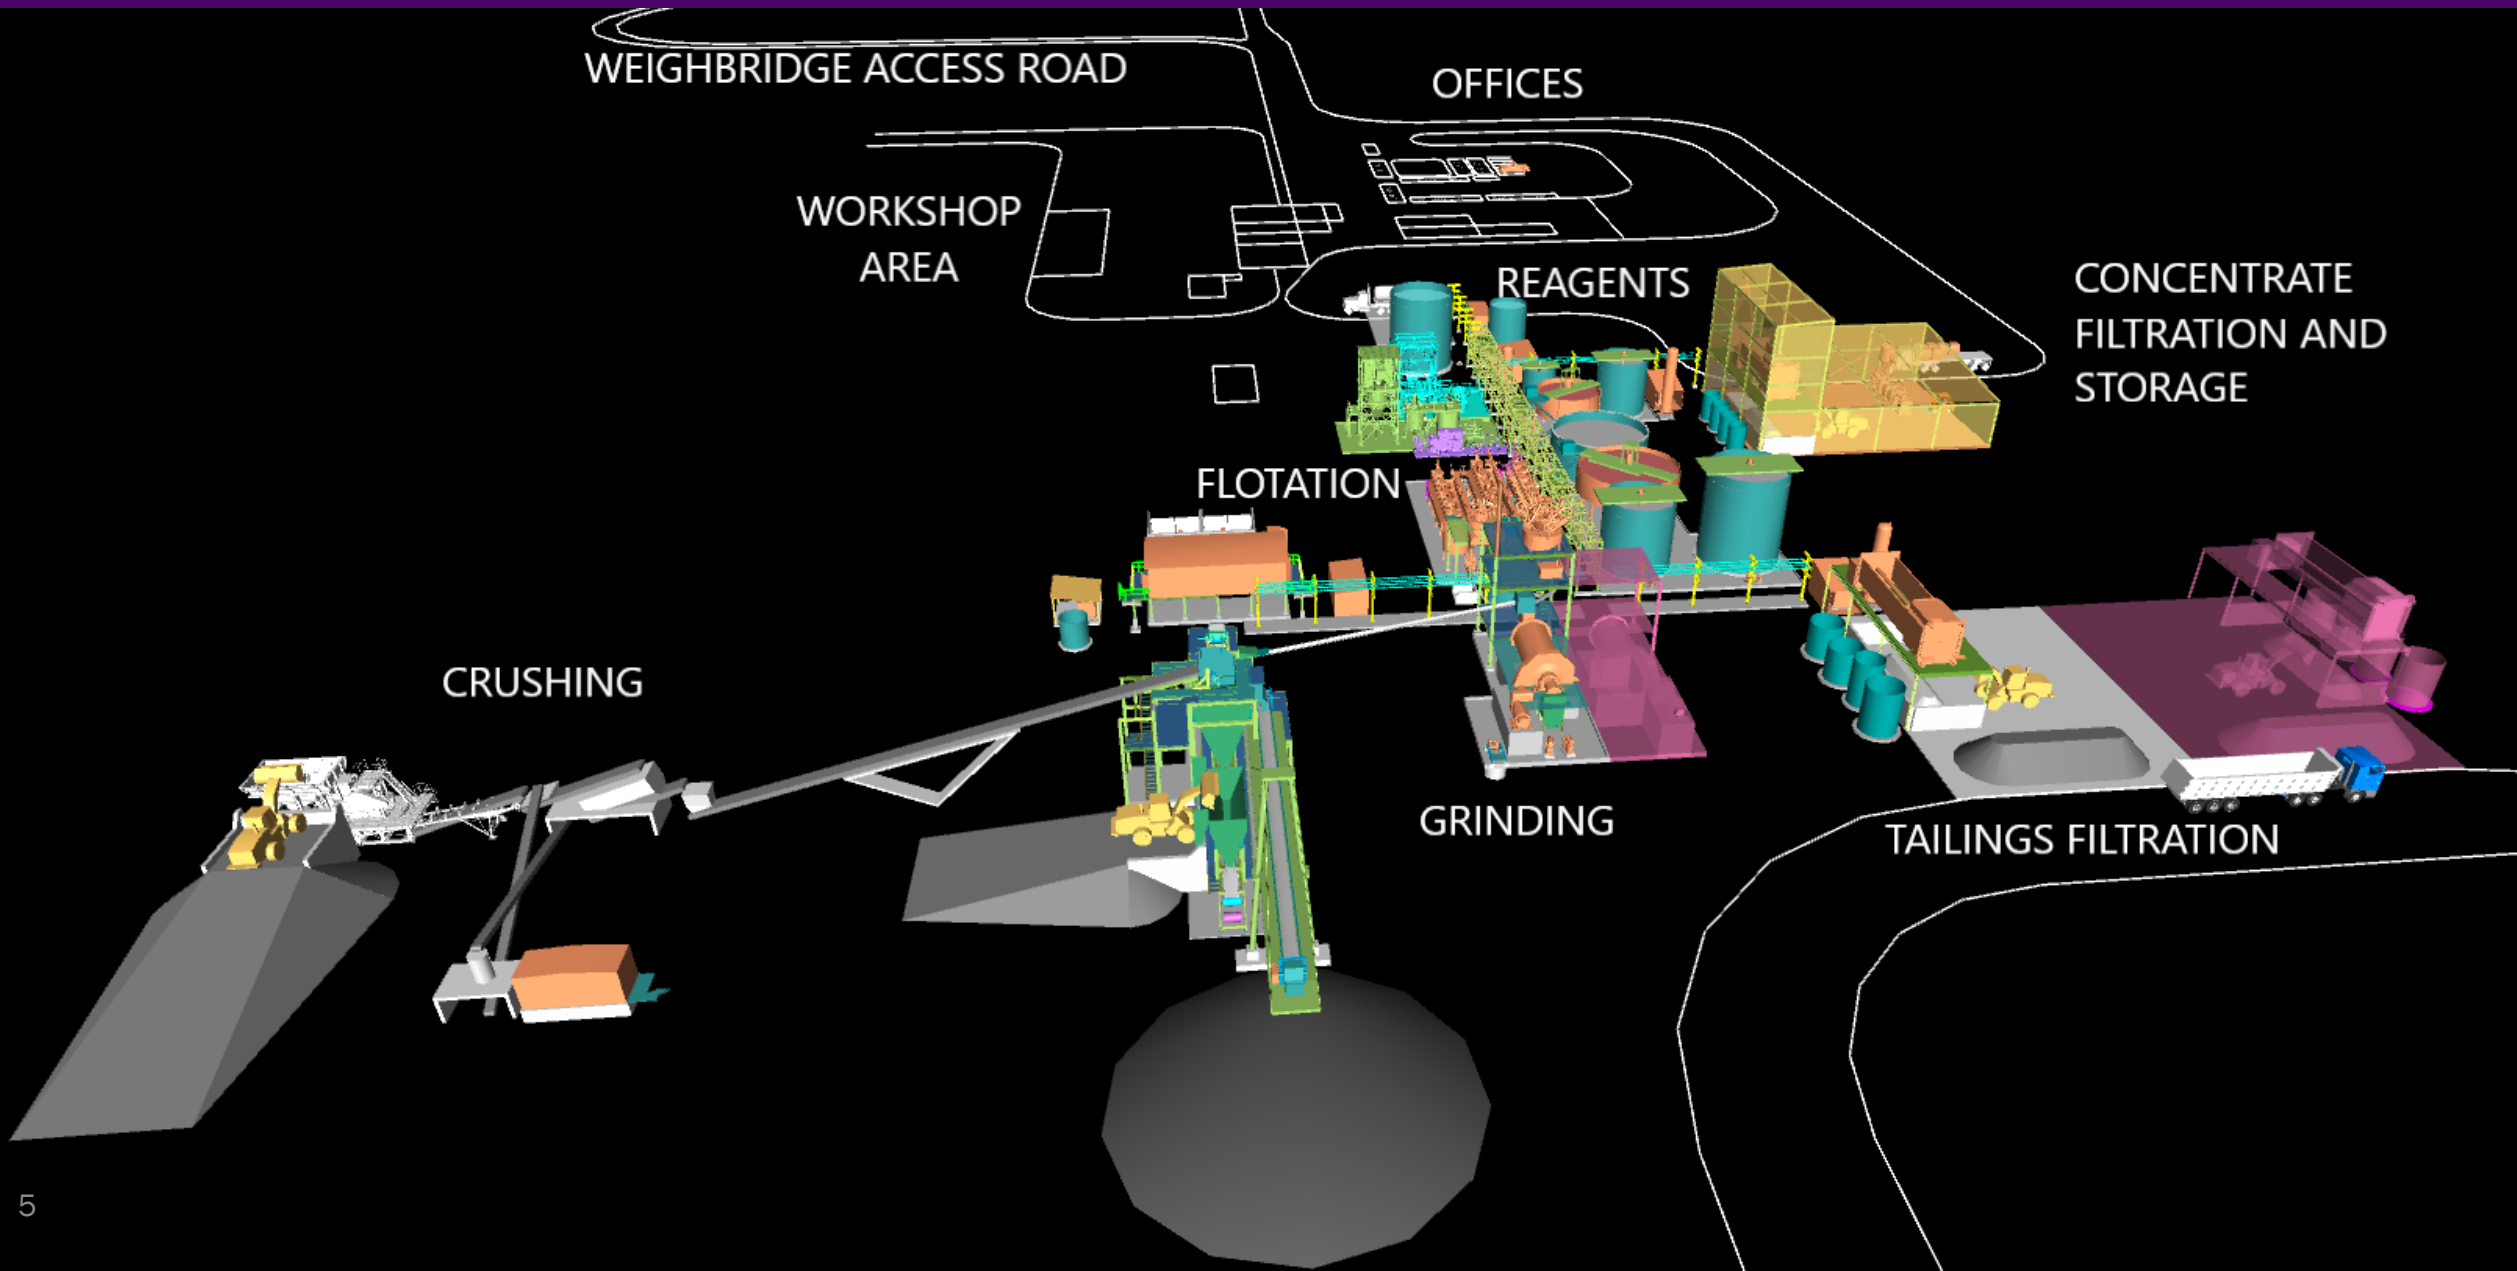 WEIGHBRIDGE ACCESS ROAD
OFFICES
WORKSHOP
AREA
REAGENTS
CONCENTRATE
FILTRATION AND
STORAGE
FLOTATION
CRUSHING
GRINDING
TAILINGS FILTRATION
5